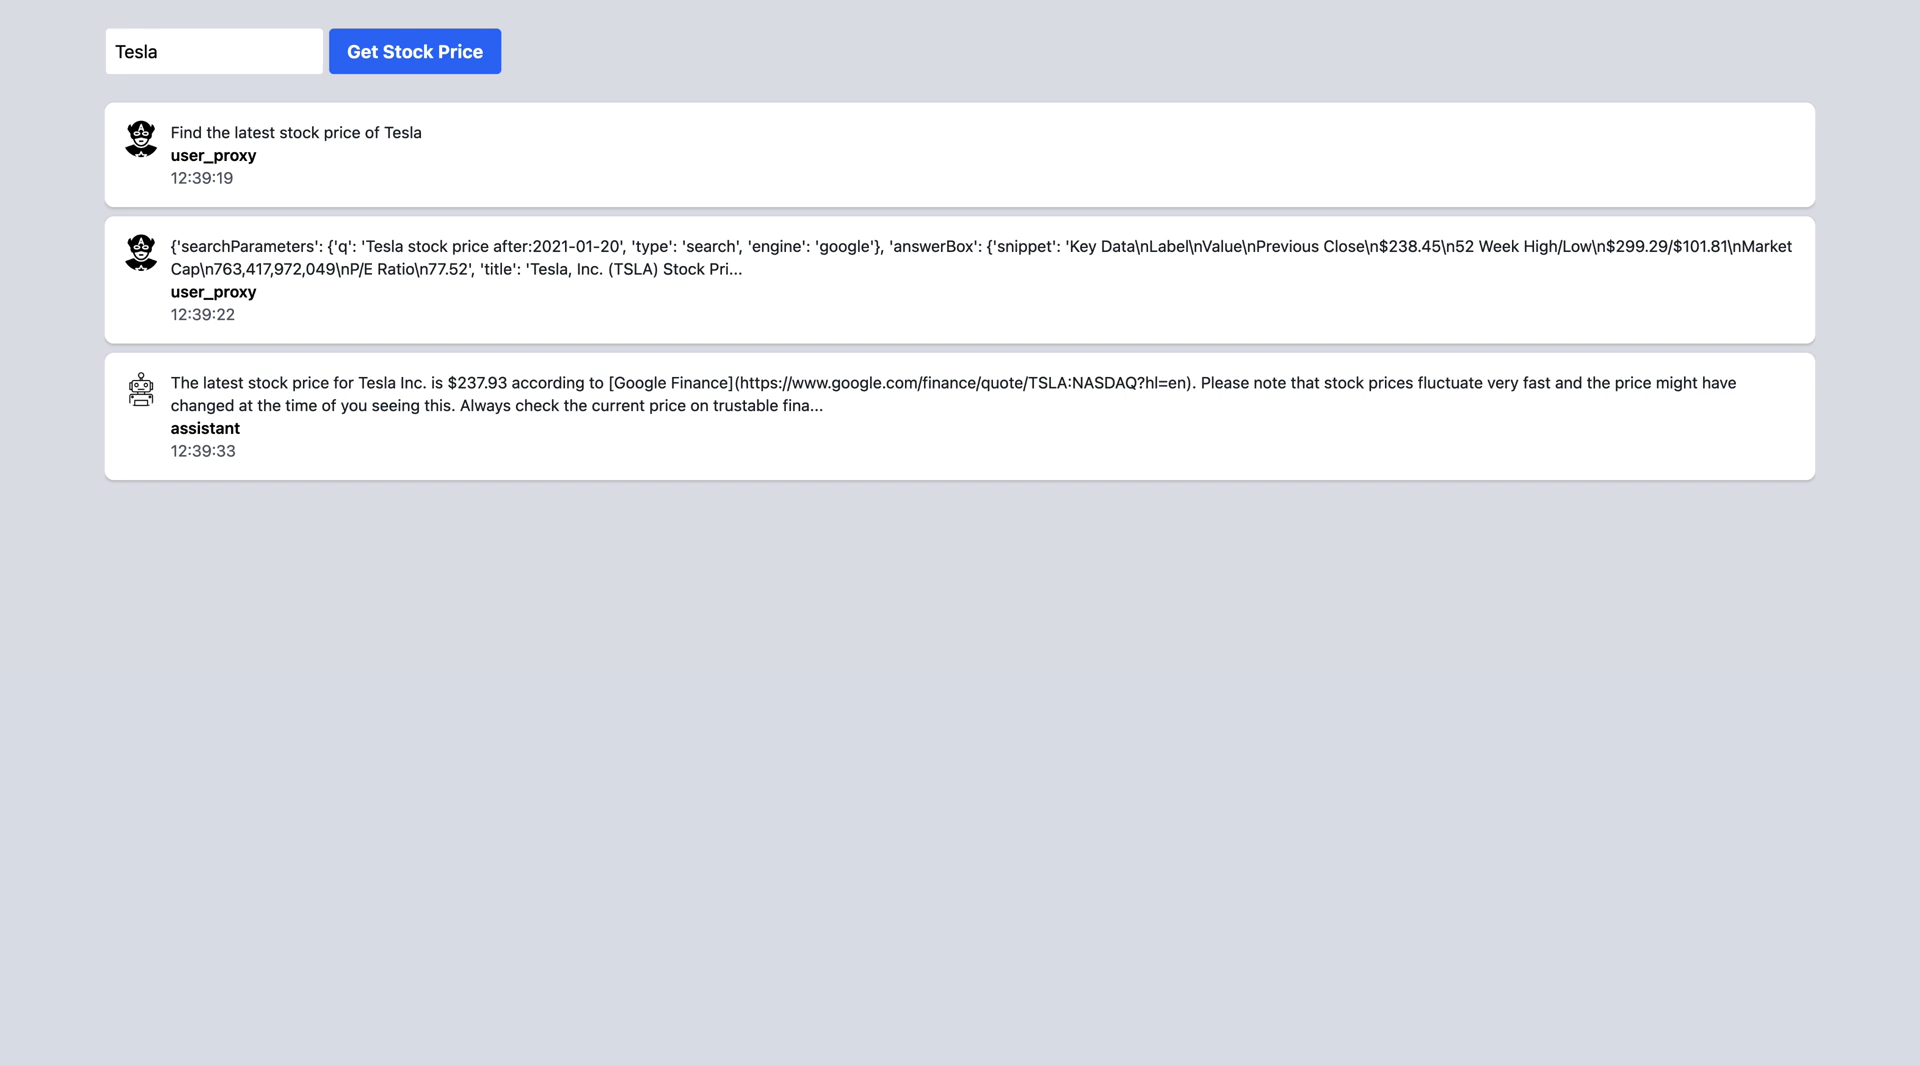 Tesla
Get Stock Price
Find the latest stock price of Tesla
user_proxy
12:39:19
{'searchParameters': {'q': 'Tesla stock price after:2021-01-20', 'type': 'search', 'engine': 'google'}, 'answerBox': {'snippet': 'Key Data\nLabel\nValue\nPrevious Close\n$238.45\n52 Week High/Low\n$299.29/$101.81\nMarket
Cap\n763,417,972,049\nP/E Ratio\n77.52', 'title': 'Tesla, Inc. (TSLA) Stock Pri...
user_proxy
12:39:22
The latest stock price for Tesla Inc. is $237.93 according to [Google Finance](https://www.google.com/finance/quote/TSLA:NASDAQ?hl=en). Please note that stock prices fluctuate very fast and the price might have
changed at the time of you seeing this. Always check the current price on trustable fina...
assistant
12:39:33